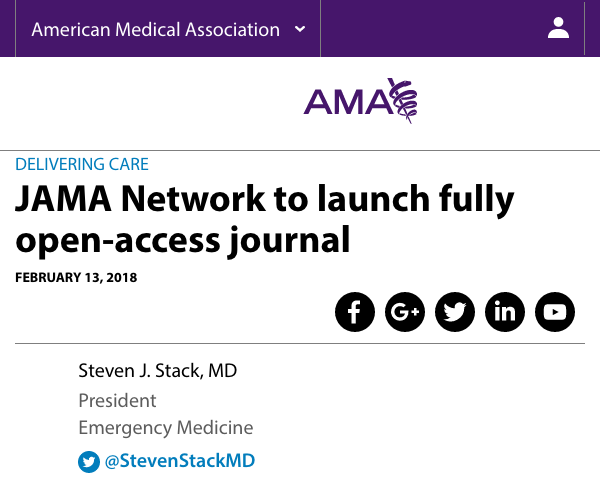 American Medical Association
AMA
DELIVERING CARE
JAMA Network to launch fully
open-access journal
FEBRUARY 13, 2018
f G+ in
Steven J. Stack, MD
President
Emergency Medicine
@StevenStackMD